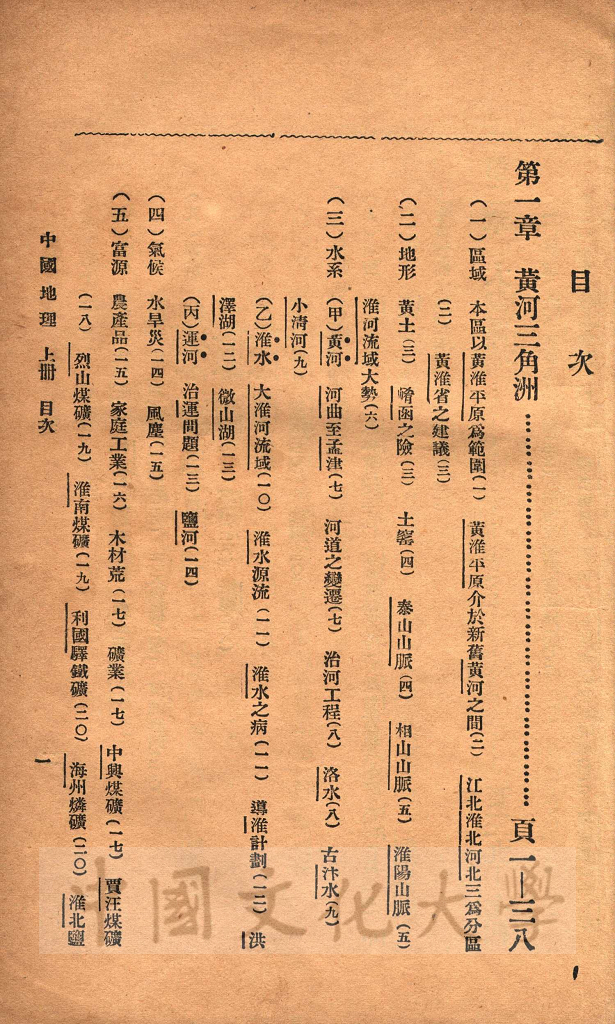 目次
第一章　黃河三角洲……………………頁一—三八
（一）區域　本區以黃淮平原爲範圍（一）　黃淮平原介於新舊黃河之間（二）　江北淮北河北三爲分區
（二）　黃淮省之建議（三）
（二）地形　黃土（三）　崤函之險（三）　土窰（四）　泰山山脈（四）　相山山脈（五）　淮陽山脈（五）
淮河流域大勢（六）
（三）水系　（甲）黃河　河曲至孟津（七）　河道之變遷（七）　治河工程（八）　洛水（八）　古汴水（九）
小清河（九）
（乙）淮水　大淮河流域（一〇）　淮水源流（一一）　淮水之病（一一）　導淮計劃（一二）　洪
澤湖（一二）　微山湖（一三）
（丙）運河　治運問題（一三）　鹽河（一四）
（四）氣候　水旱災（一四）　風塵（一五）
（五）富源　農產品（一五）　家庭工業（一六）　木材荒（一七）　礦業（一七）　中興煤礦（一七）　賈汪煤礦
（一八）　烈山煤礦（一九）　淮南煤礦（一九）　利國驛鐵礦（二〇）　海州燐礦（二〇）　淮北鹽
中國地理　上册　目次　一
中國文化大學
1